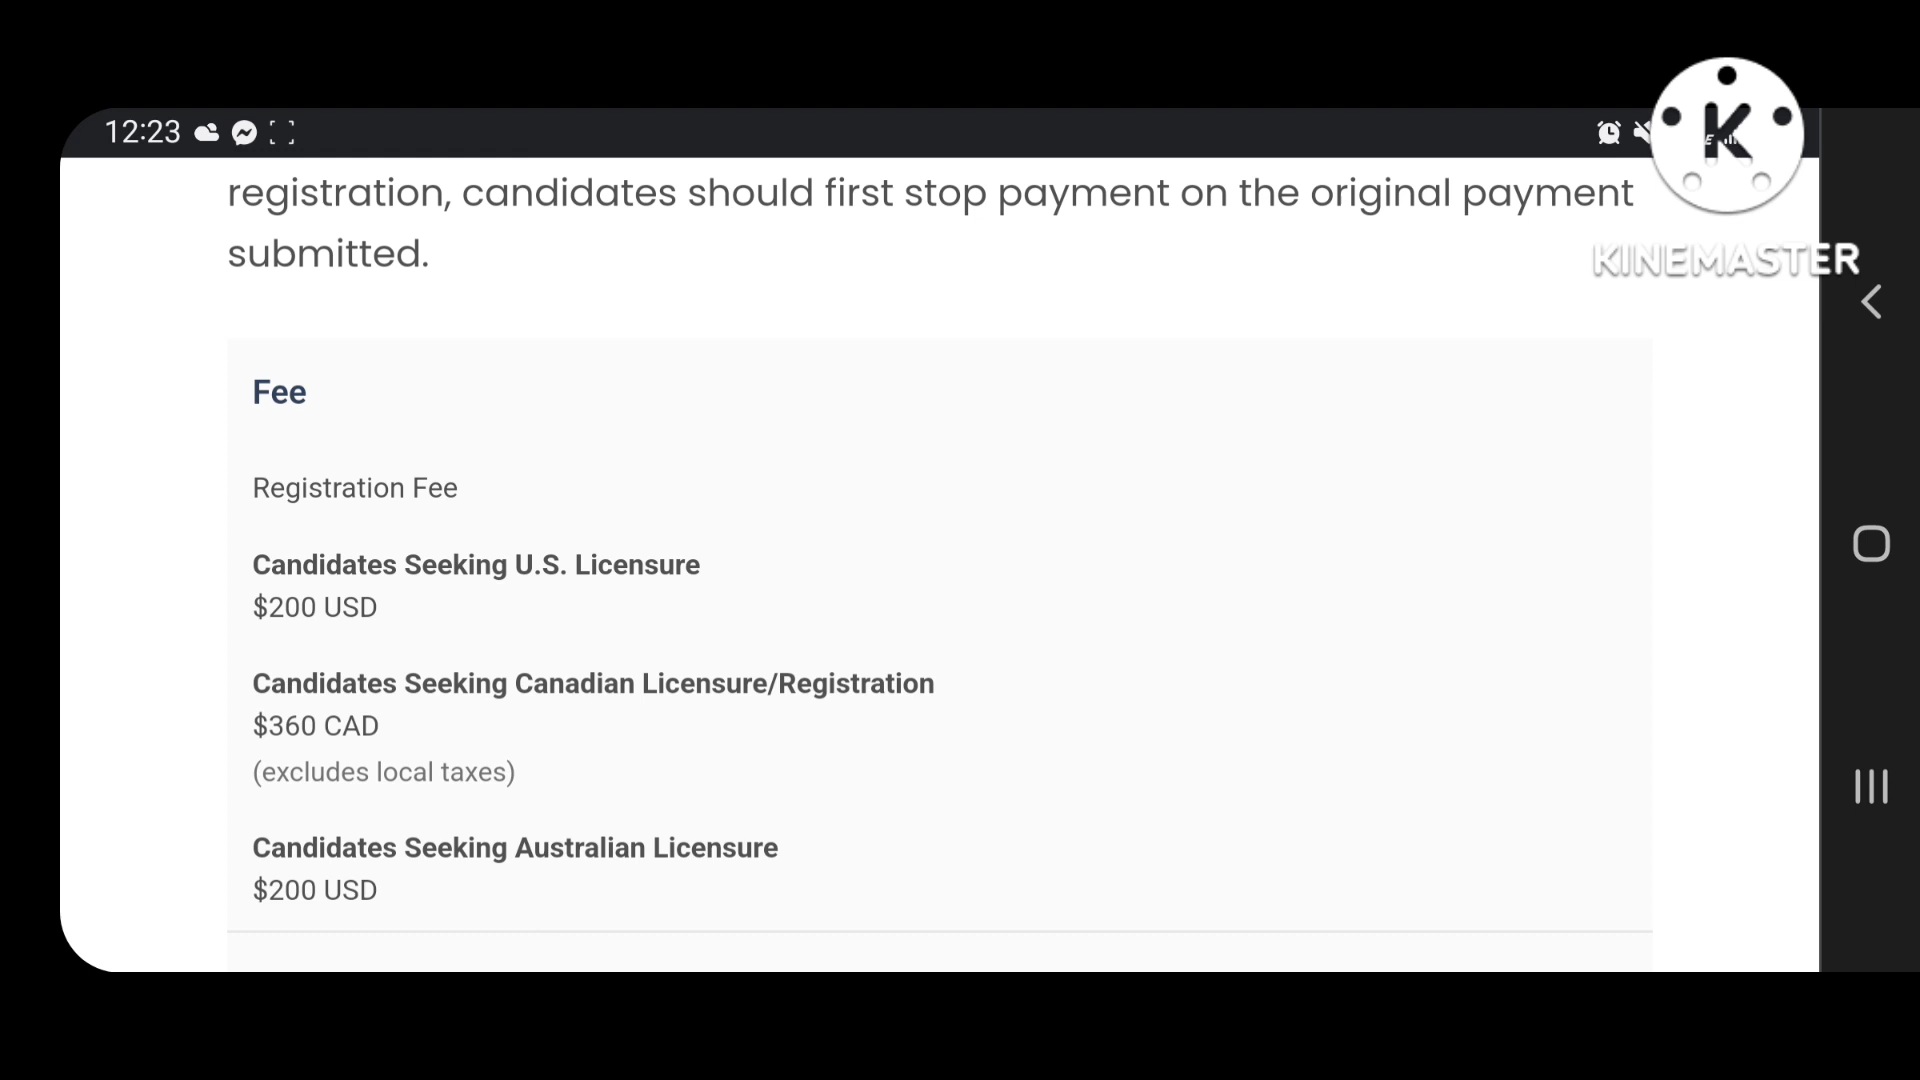 12:23
registration, candidates should first stop payment on the original payment
submitted.
KINEMASTER
Fee
Registration Fee
Candidates Seeking U.S. Licensure
$200 USD
Candidates Seeking Canadian Licensure/Registration
$360 CAD
(excludes local taxes)
Candidates Seeking Australian Licensure
$200 USD